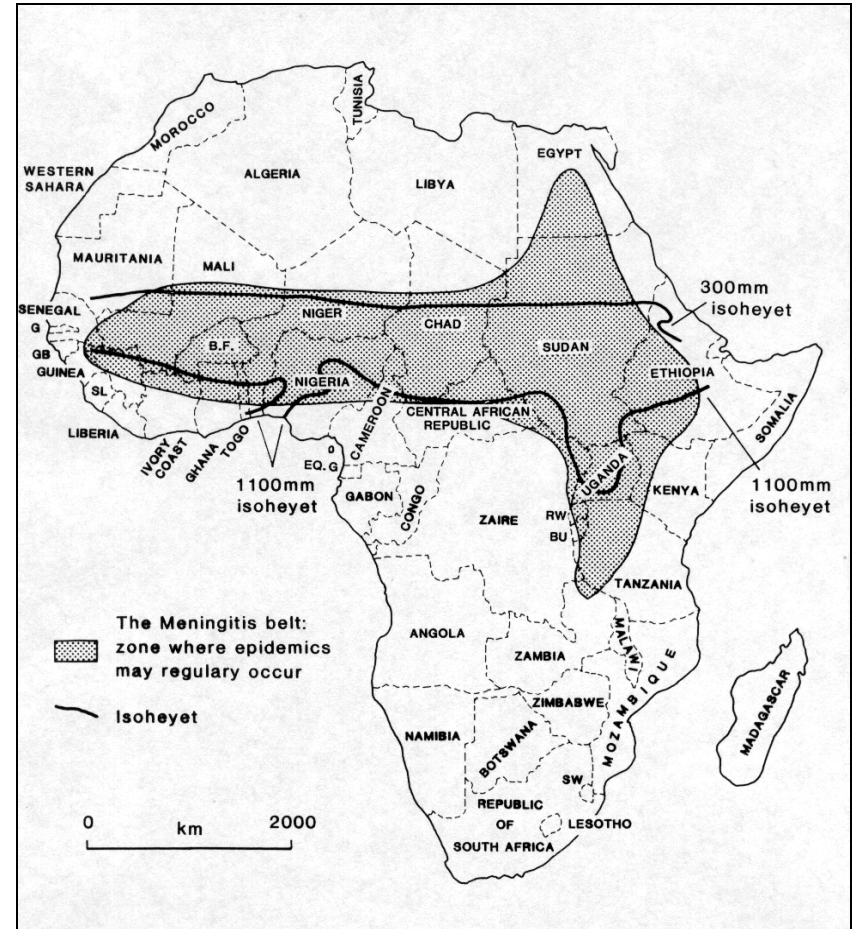 TUNISIA
MOROCCO
EGYPT
WESTERN
SAHARA
ALGERIA
LIBYA
MAURITANIA
MALI
300mm
isoheyet
SENEGAL
G
NIGER
CHAD
GB
B.F.
SUDAN
GUINEA
NIGERIA
ETHIOPIA
SL
CENTRAL AFRICAN
REPUBLIC
CAMEROON
SOMALIA
LIBERIA
IVORY
COAST
GHANA
TOGO
EQ. G
UGANDA
1100mm
isoheyet
GABON
CONGO
KENYA
1100mm
isoheyet
ZAIRE
RW
BU
TANZANIA
The Meningitis belt:
zone where epidemics
may regulary occur
ANGOLA
MALAWI
ZAMBIA
Isoheyet
ZIMBABWE
MOZAMBIQUE
MADAGASCAR
NAMIBIA
BOTSWANA
SW
0 2000
km
REPUBLIC
OF
SOUTH AFRICA
LESOTHO